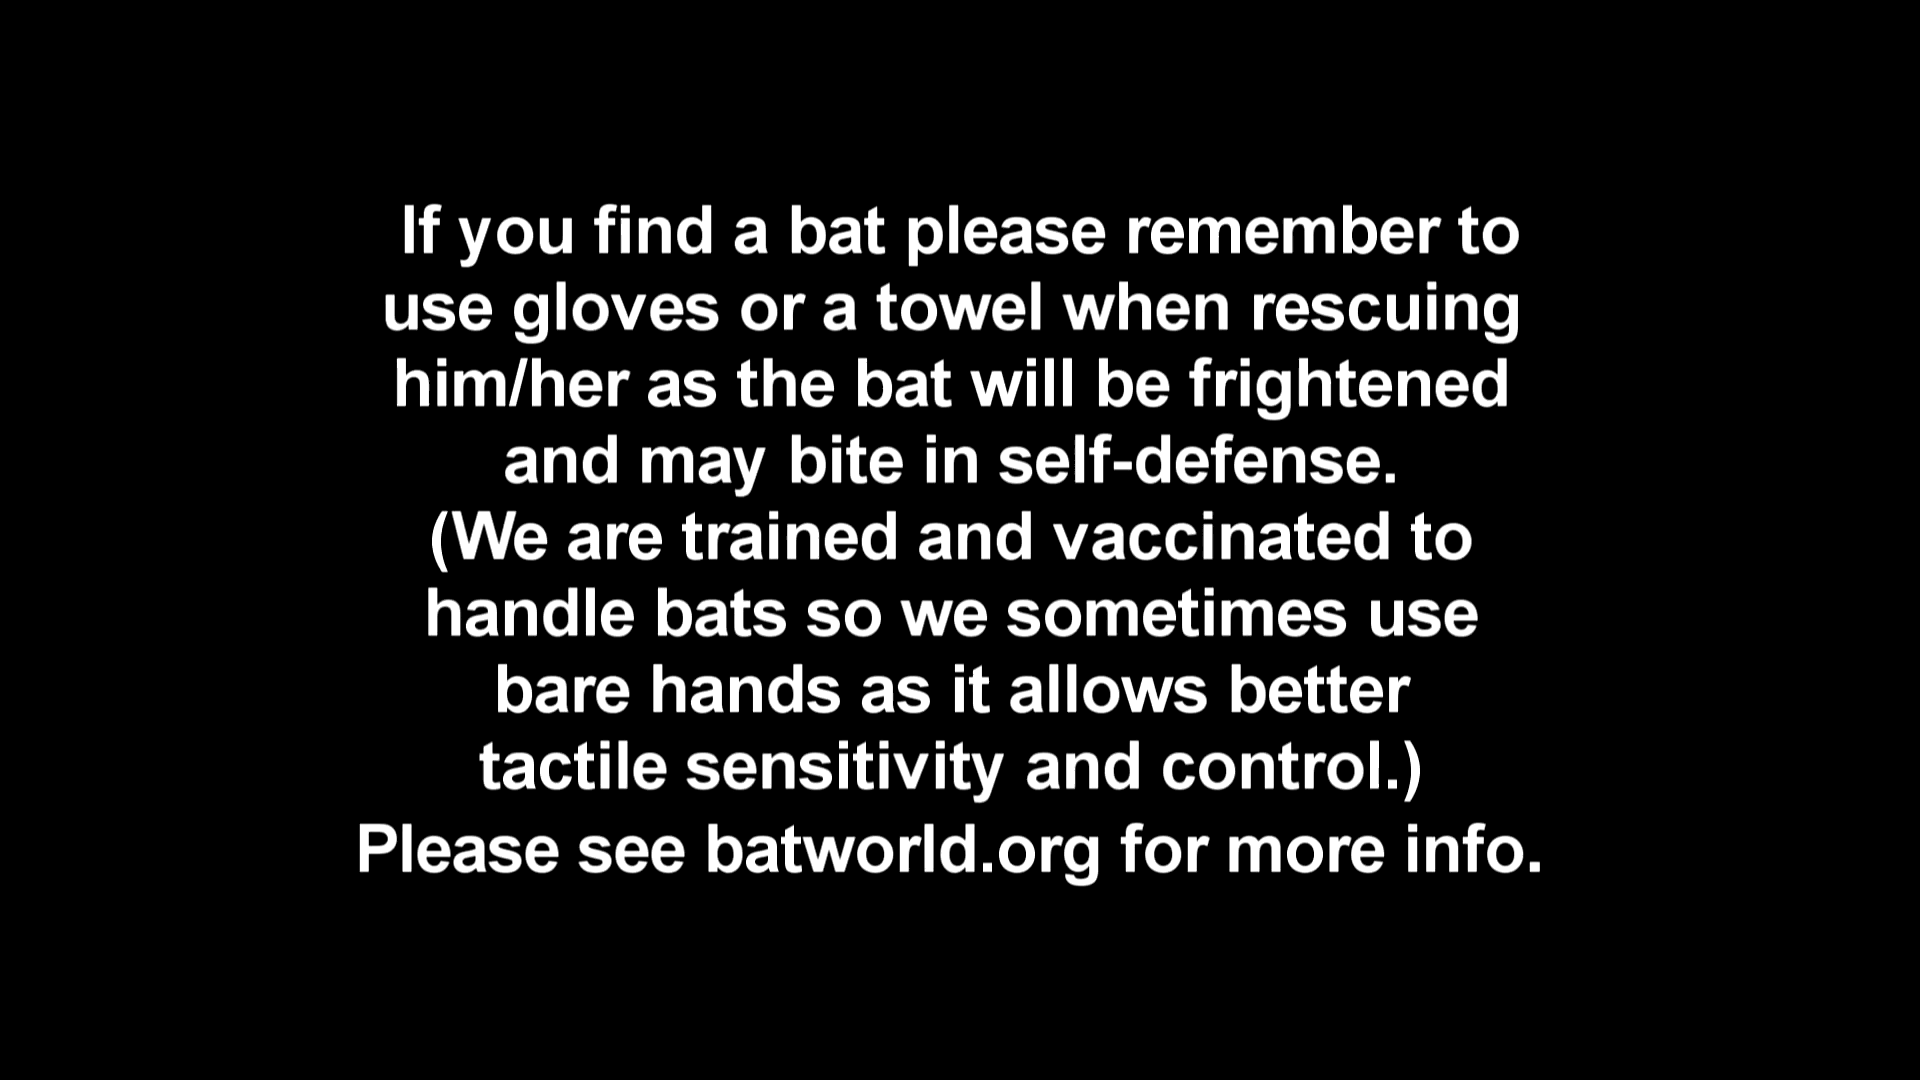 If you find a bat please remember to
use gloves or a towel when rescuing
him/her as the bat will be frightened
and may bite in self-defense.
(We are trained and vaccinated to
handle bats so we sometimes use
bare hands as it allows better
tactile sensitivity and control.)
Please see batworld.org for more info.